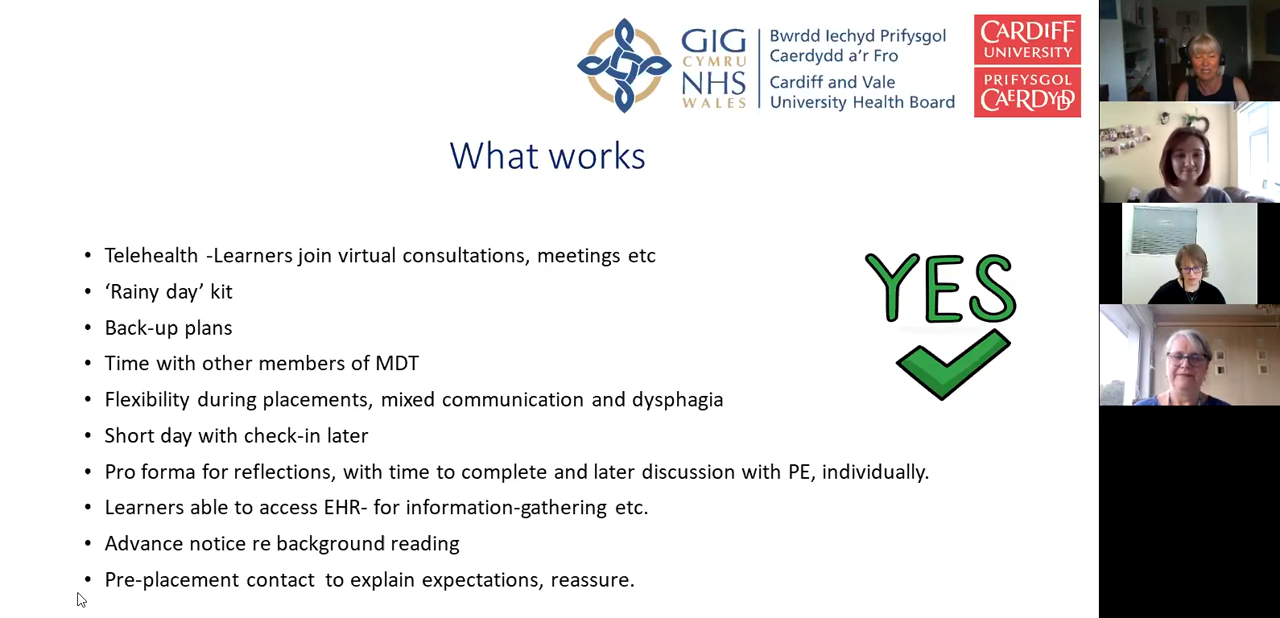 GIG
CYMRU
NHS
WALES
Bwrdd Iechyd Prifysgol
Caerdydd a'r Fro
Cardiff and Vale
University Health Board
CARDIFF
UNIVERSITY
PRIFYSGOL
CAERDYDD
What works
• Telehealth -Learners join virtual consultations, meetings etc
• ‘Rainy day’ kit
• Back-up plans
• Time with other members of MDT
• Flexibility during placements, mixed communication and dysphagia
• Short day with check-in later
• Pro forma for reflections, with time to complete and later discussion with PE, individually.
• Learners able to access EHR- for information-gathering etc.
• Advance notice re background reading
• Pre-placement contact to explain expectations, reassure.
YES